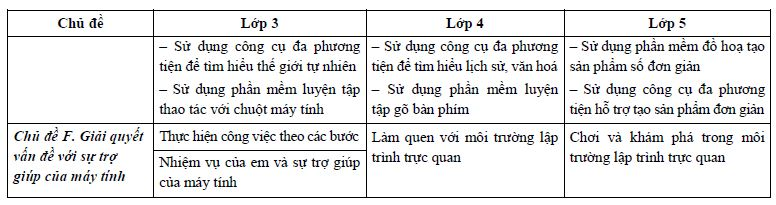 Chủ đề
Lớp 3
Lớp 4
Lớp 5
– Sử dụng công cụ đa phương
tiện để tìm hiểu thế giới tự nhiên
– Sử dụng phần mềm luyện tập
thao tác với chuột máy tính
– Sử dụng công cụ đa phương
tiện để tìm hiểu lịch sử, văn hoá
– Sử dụng phần mềm luyện
tập gõ bàn phím
– Sử dụng phần mềm đồ hoạ tạo
sản phẩm số đơn giản
– Sử dụng công cụ đa phương
tiện hỗ trợ tạo sản phẩm đơn giản
Chủ đề F. Giải quyết
vấn đề với sự trợ
giúp của máy tính
Thực hiện công việc theo các bước
Nhiệm vụ của em và sự trợ giúp
của máy tính
Làm quen với môi trường lập
trình trực quan
Chơi và khám phá trong môi
trường lập trình trực quan